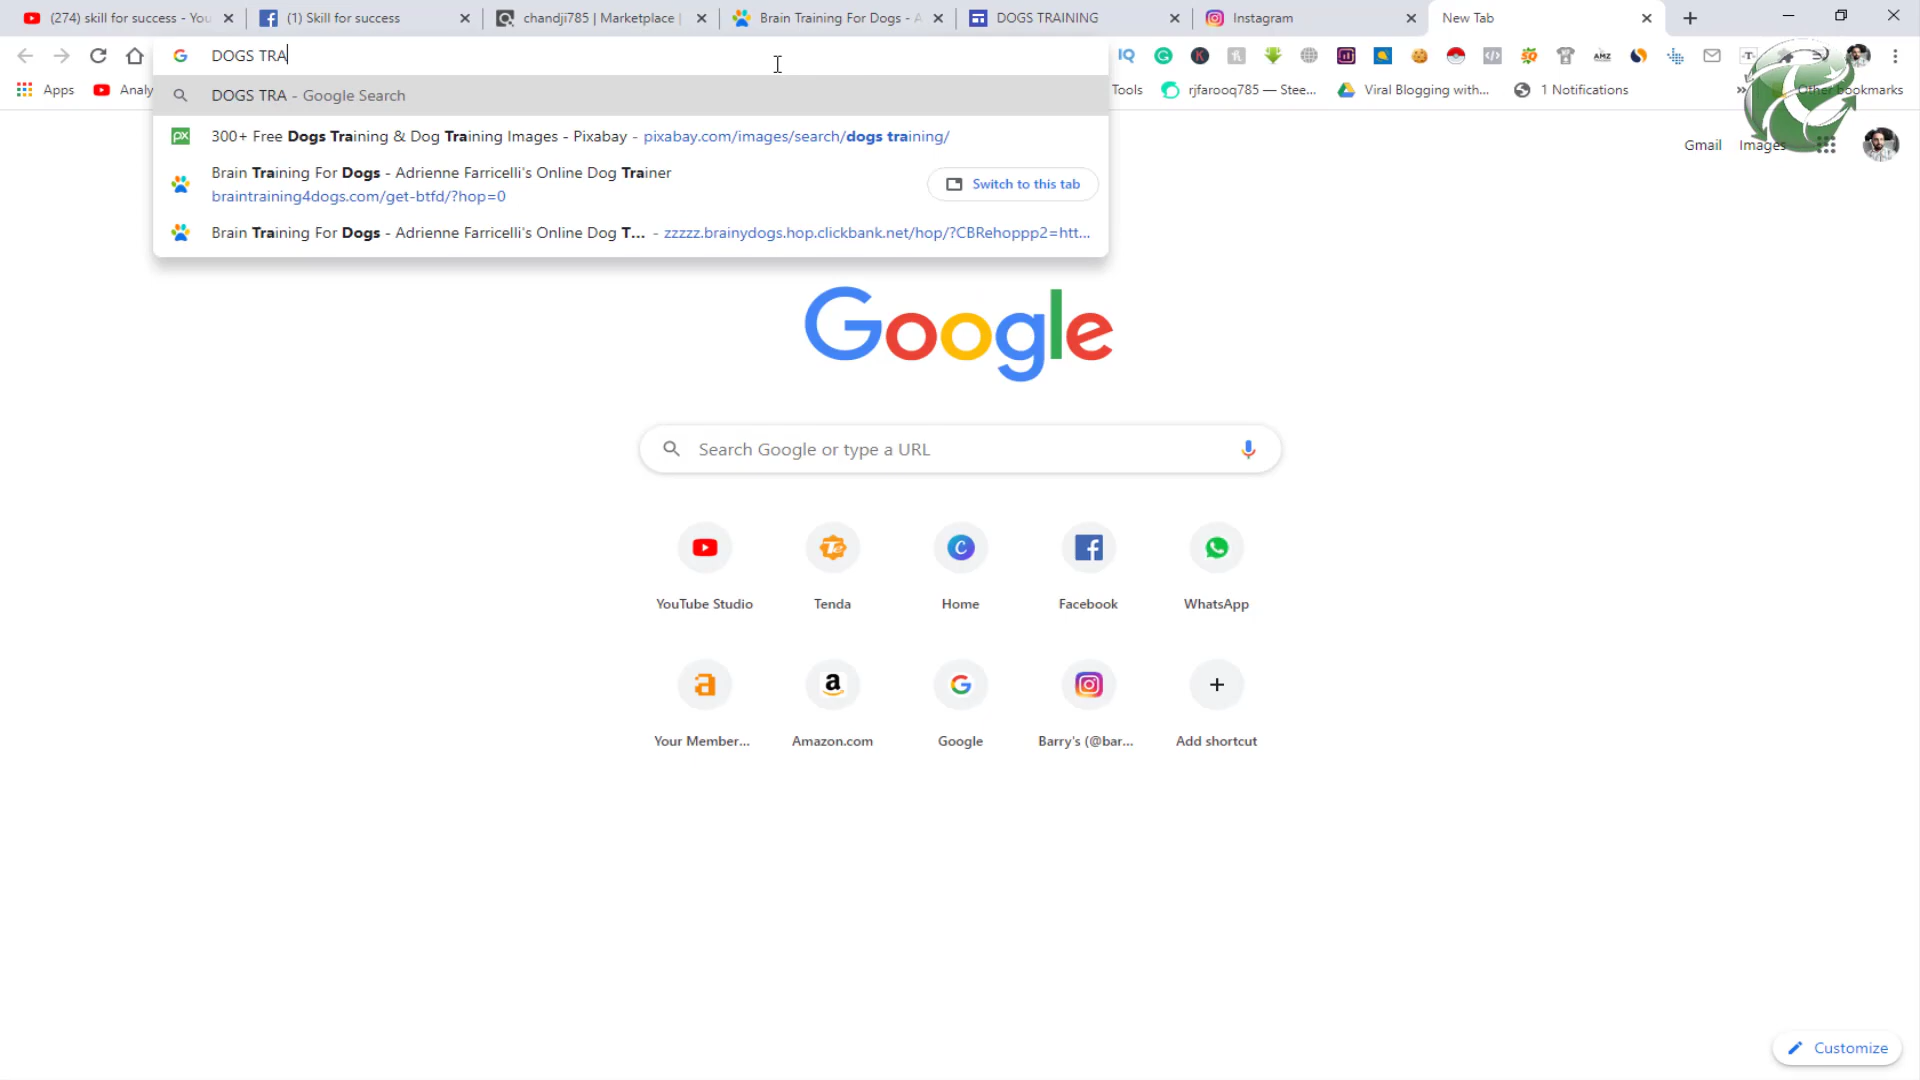 (274) skill for success - You
(1) Skill for success
chandji785 | Marketplace |
Brain Training For Dogs - A
DOGS TRAINING
Instagram
New Tab
DOGS TRA
Apps
Analy
Tools
rjfarooq785 — Stee...
Viral Blogging with...
1 Notifications
Other bookmarks
DOGS TRA - Google Search
300+ Free Dogs Training & Dog Training Images - Pixabay - pixabay.com/images/search/dogs training/
Brain Training For Dogs - Adrienne Farricelli's Online Dog Trainer
braintraining4dogs.com/get-btfd/?hop=0
Switch to this tab
Brain Training For Dogs - Adrienne Farricelli's Online Dog T... - zzzzz.brainydogs.hop.clickbank.net/hop/?CBRehoppp2=htt...
Gmail
Images
Google
Search Google or type a URL
YouTube Studio
Tenda
Home
Facebook
WhatsApp
Your Member...
Amazon.com
Google
Barry's (@bar...
Add shortcut
Customize